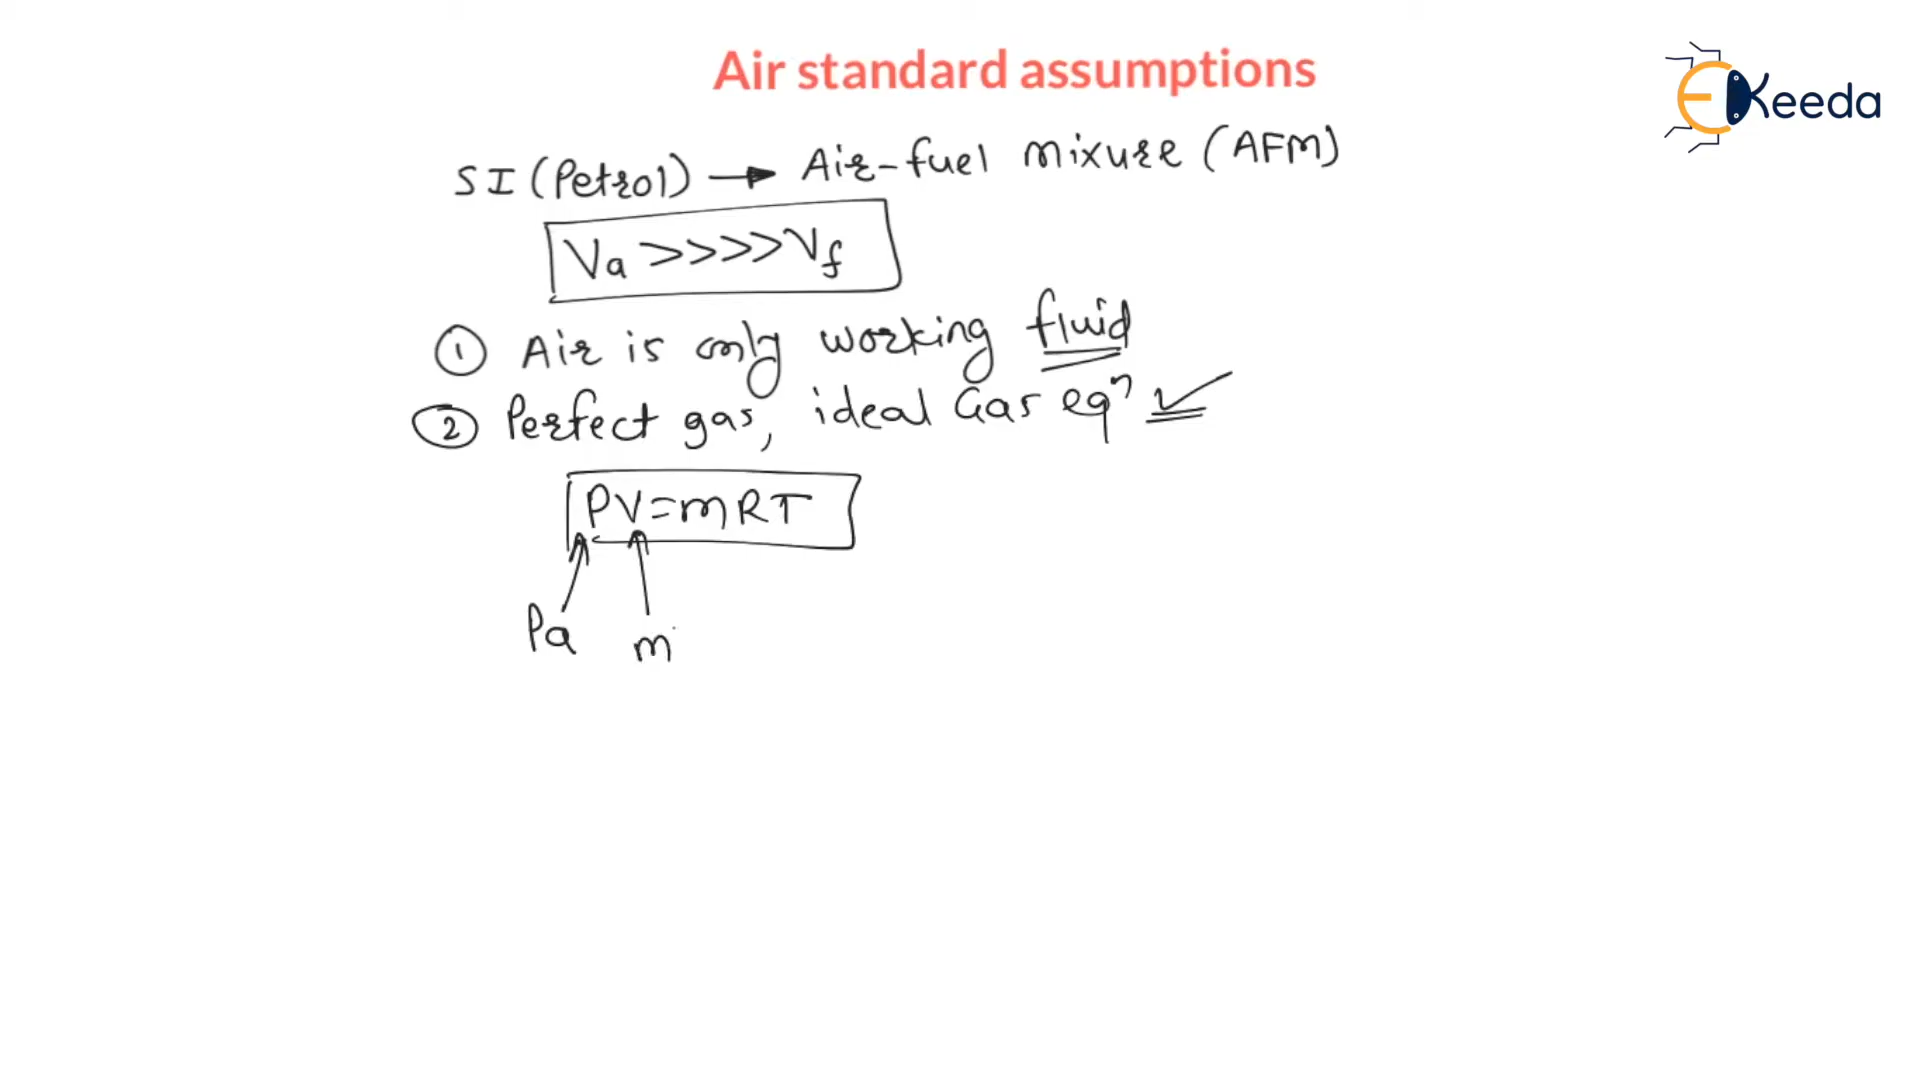 Air standard assumptions
EKeeda
SI (Petrol) → Air-fuel mixure (AFM)
Va >>>> Vf
① Air is only working fluid
② Perfect gas, ideal Gas eqⁿ ✓
PV=mRT
Pa m